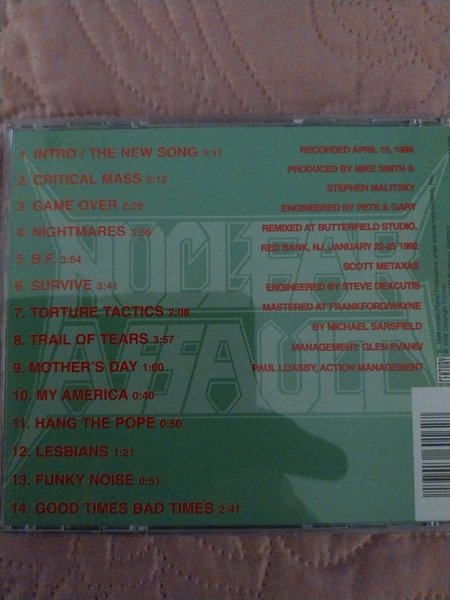 1. INTRO / THE NEW SONG 3:11
2. CRITICAL MASS 3:12
3. GAME OVER 2:29
4. NIGHTMARES 3:56
5. B.F. 3:54
6. SURVIVE 3:41
7. TORTURE TACTICS 2:08
8. TRAIL OF TEARS 3:57
9. MOTHER'S DAY 1:00
10. MY AMERICA 0:40
11. HANG THE POPE 0:50
12. LESBIANS 1:21
13. FUNKY NOISE 0:51
14. GOOD TIMES BAD TIMES 2:41
RECORDED APRIL 10, 1989
PRODUCED BY MIKE SMITH &
STEPHEN MALITSKY
ENGINEERED BY PETE & GARY
REMIXED AT BUTTERFIELD STUDIO,
RED BANK, NJ, JANUARY 22-25 1992
SCOTT METAXAS
ENGINEERED BY STEVE DEACUTIS
MASTERED AT FRANKFORD/WAYNE
BY MICHAEL SARSFIELD
MANAGEMENT: GLEN EVANS/
PAUL LOASBY, ACTION MANAGEMENT
NUCLEAR
ASSAULT